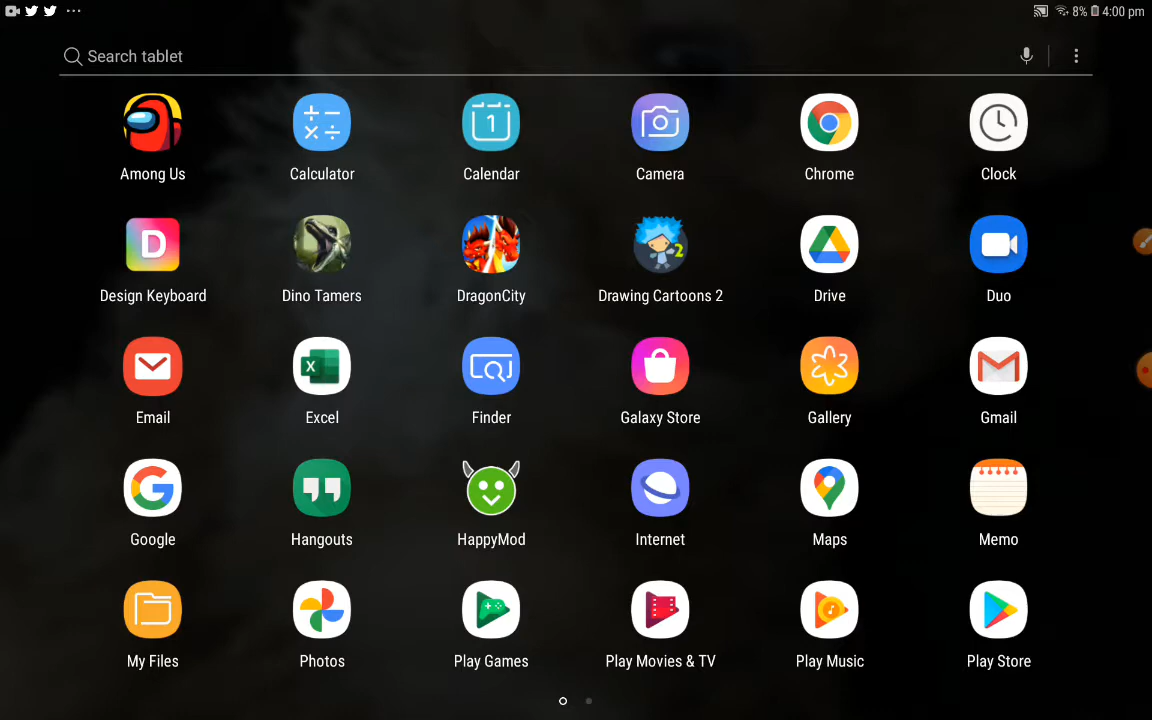 8% 4:00 pm
Search tablet
1
Among Us Calculator Calendar Camera Chrome Clock
D
2
Design Keyboard Dino Tamers DragonCity Drawing Cartoons 2 Drive Duo
X
Email Excel Finder Galaxy Store Gallery Gmail
Google Hangouts HappyMod Internet Maps Memo
My Files Photos Play Games Play Movies & TV Play Music Play Store